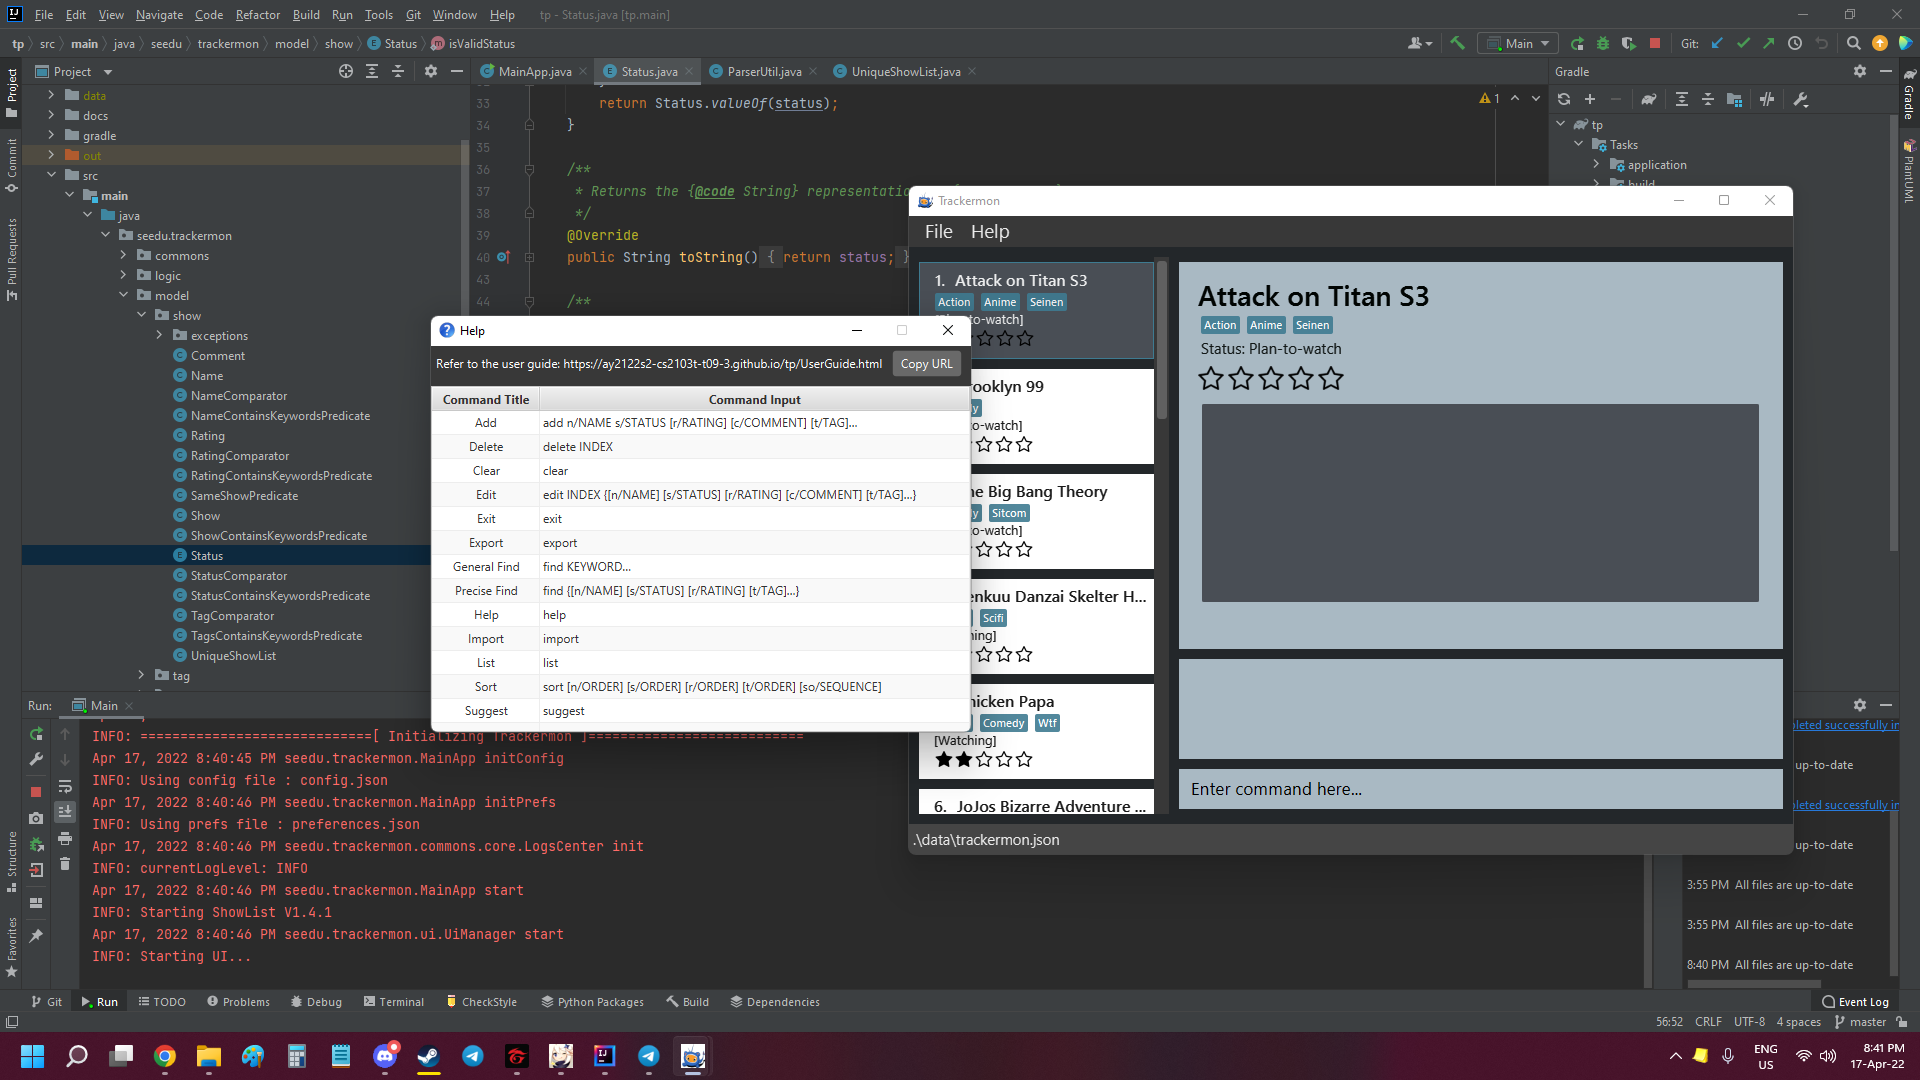 File Edit View Navigate Code Refactor Build Run Tools Git Window Help tp - Status.java [tp.main]
tp src main java seedu trackermon model show Status isValidStatus
Main
Git:
Project
MainApp.java
Status.java
ParserUtil.java
UniqueShowList.java
Gradle
data
docs
gradle
out
src
main
java
seedu.trackermon
commons
logic
model
show
exceptions
Comment
Name
NameComparator
NameContainsKeywordsPredicate
Rating
RatingComparator
RatingContainsKeywordsPredicate
SameShowPredicate
Show
ShowContainsKeywordsPredicate
Status
StatusComparator
StatusContainsKeywordsPredicate
TagComparator
TagsContainsKeywordsPredicate
UniqueShowList
tag
Project
Commit
Pull Requests
Structure
Favorites
33 return Status.valueOf(status);
34 }
35
36 /**
37 * Returns the {@code String} representatio
38 */
39 @Override
40 public String toString() { return status; }
43
44 /**
1
tp
Tasks
application
build
Gradle
PlantUML
Help
Refer to the user guide: https://ay2122s2-cs2103t-t09-3.github.io/tp/UserGuide.html Copy URL
Command Title Command Input
Add add n/NAME s/STATUS [r/RATING] [c/COMMENT] [t/TAG]...
Delete delete INDEX
Clear clear
Edit edit INDEX {[n/NAME] [s/STATUS] [r/RATING] [c/COMMENT] [t/TAG]...}
Exit exit
Export export
General Find find KEYWORD...
Precise Find find {[n/NAME] [s/STATUS] [r/RATING] [t/TAG]...}
Help help
Import import
List list
Sort sort [n/ORDER] [s/ORDER] [r/ORDER] [t/ORDER] [so/SEQUENCE]
Suggest suggest
Trackermon
File Help
1. Attack on Titan S3
Action Anime Seinen
o-watch]
rooklyn 99
y
o-watch]
e Big Bang Theory
y Sitcom
o-watch]
enkuu Danzai Skelter H...
Scifi
ing]
icken Papa
Comedy Wtf
[Watching]
6. JoJos Bizarre Adventure ...
Attack on Titan S3
Action Anime Seinen
Status: Plan-to-watch
Enter command here...
.\data\trackermon.json
Run: Main
INFO: =============================[ Initializing Trackermon ]===========================
Apr 17, 2022 8:40:45 PM seedu.trackermon.MainApp initConfig
INFO: Using config file : config.json
Apr 17, 2022 8:40:46 PM seedu.trackermon.MainApp initPrefs
INFO: Using prefs file : preferences.json
Apr 17, 2022 8:40:46 PM seedu.trackermon.commons.core.LogsCenter init
INFO: currentLogLevel: INFO
Apr 17, 2022 8:40:46 PM seedu.trackermon.MainApp start
INFO: Starting ShowList V1.4.1
Apr 17, 2022 8:40:46 PM seedu.trackermon.ui.UiManager start
INFO: Starting UI...
leted successfully in
up-to-date
leted successfully in
up-to-date
3:55 PM All files are up-to-date
3:55 PM All files are up-to-date
8:40 PM All files are up-to-date
Git Run TODO Problems Debug Terminal CheckStyle Python Packages Build Dependencies Event Log
56:52 CRLF UTF-8 4 spaces master
ENG
US
8:41 PM
17-Apr-22